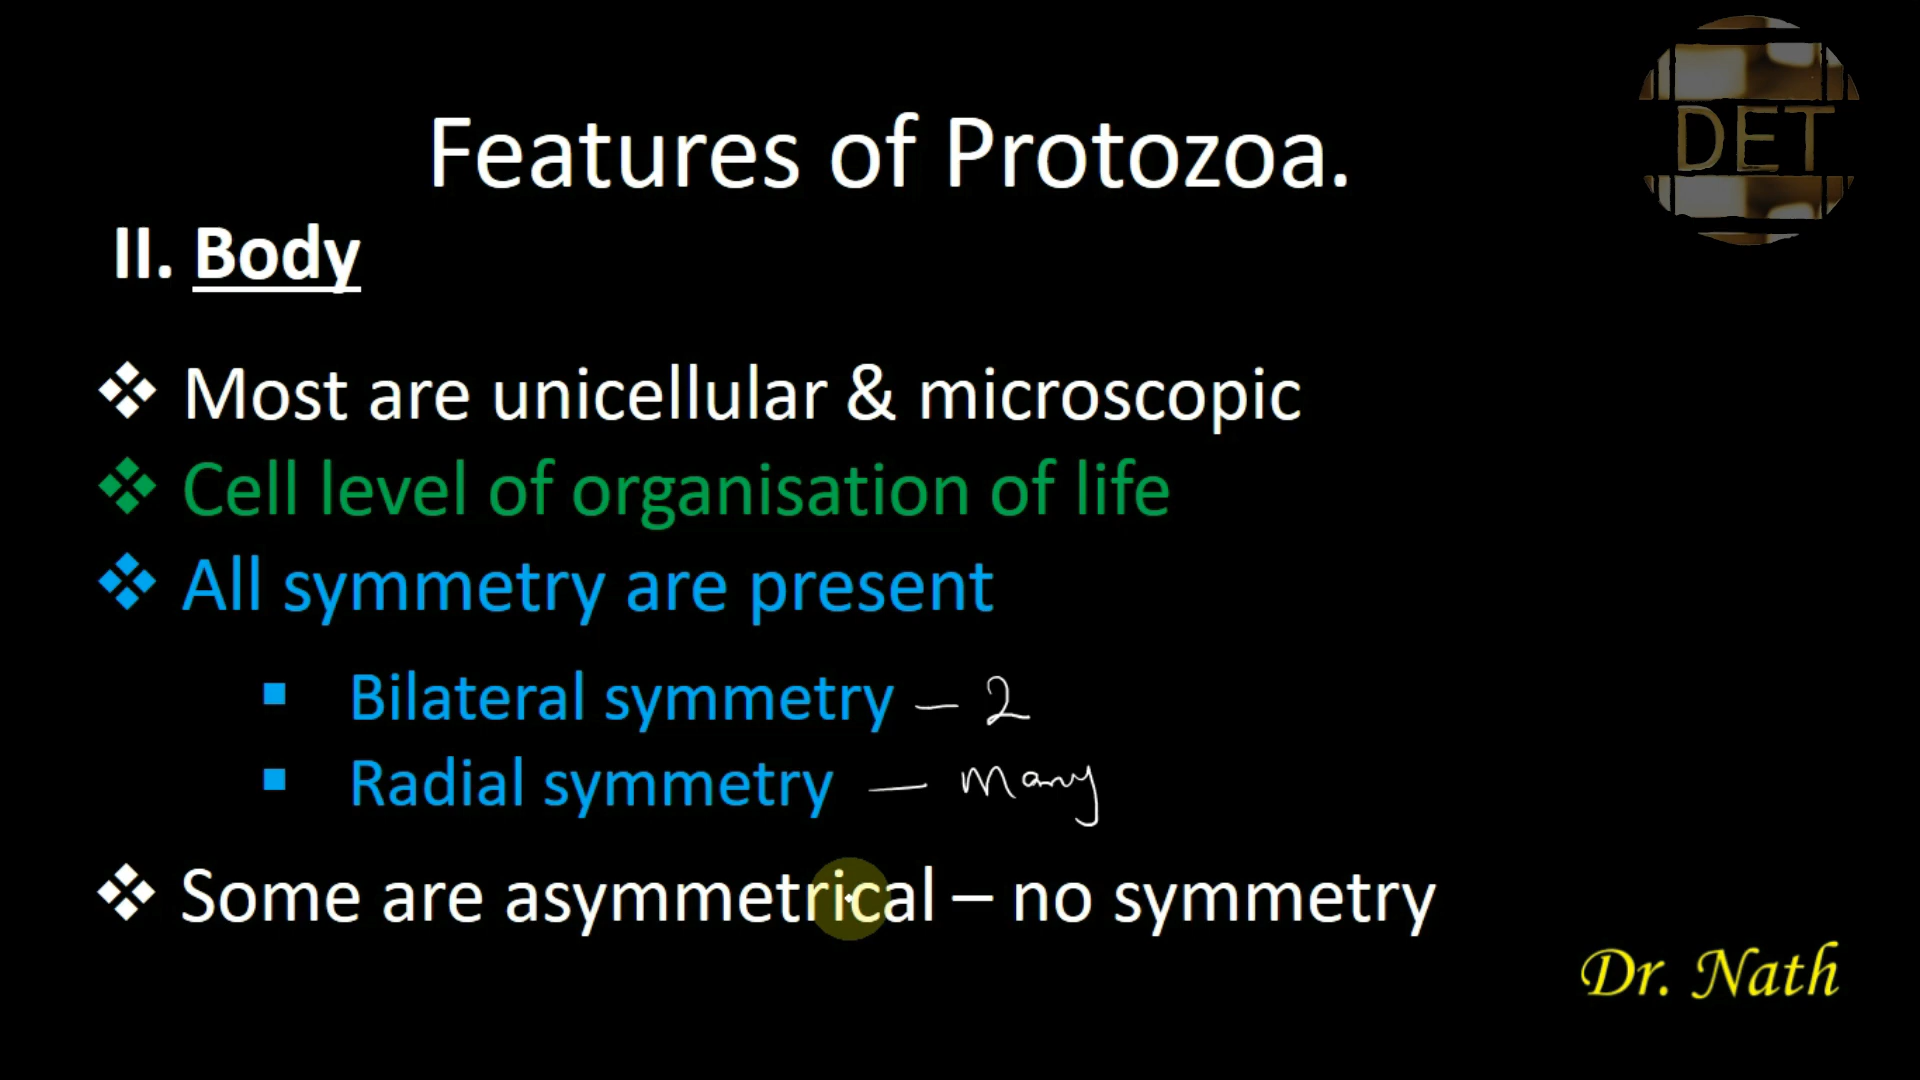 DET
Features of Protozoa.
II. Body
❖ Most are unicellular & microscopic
❖ Cell level of organisation of life
❖ All symmetry are present
▪ Bilateral symmetry – 2
▪ Radial symmetry – Many
❖ Some are asymmetrical – no symmetry
Dr. Nath